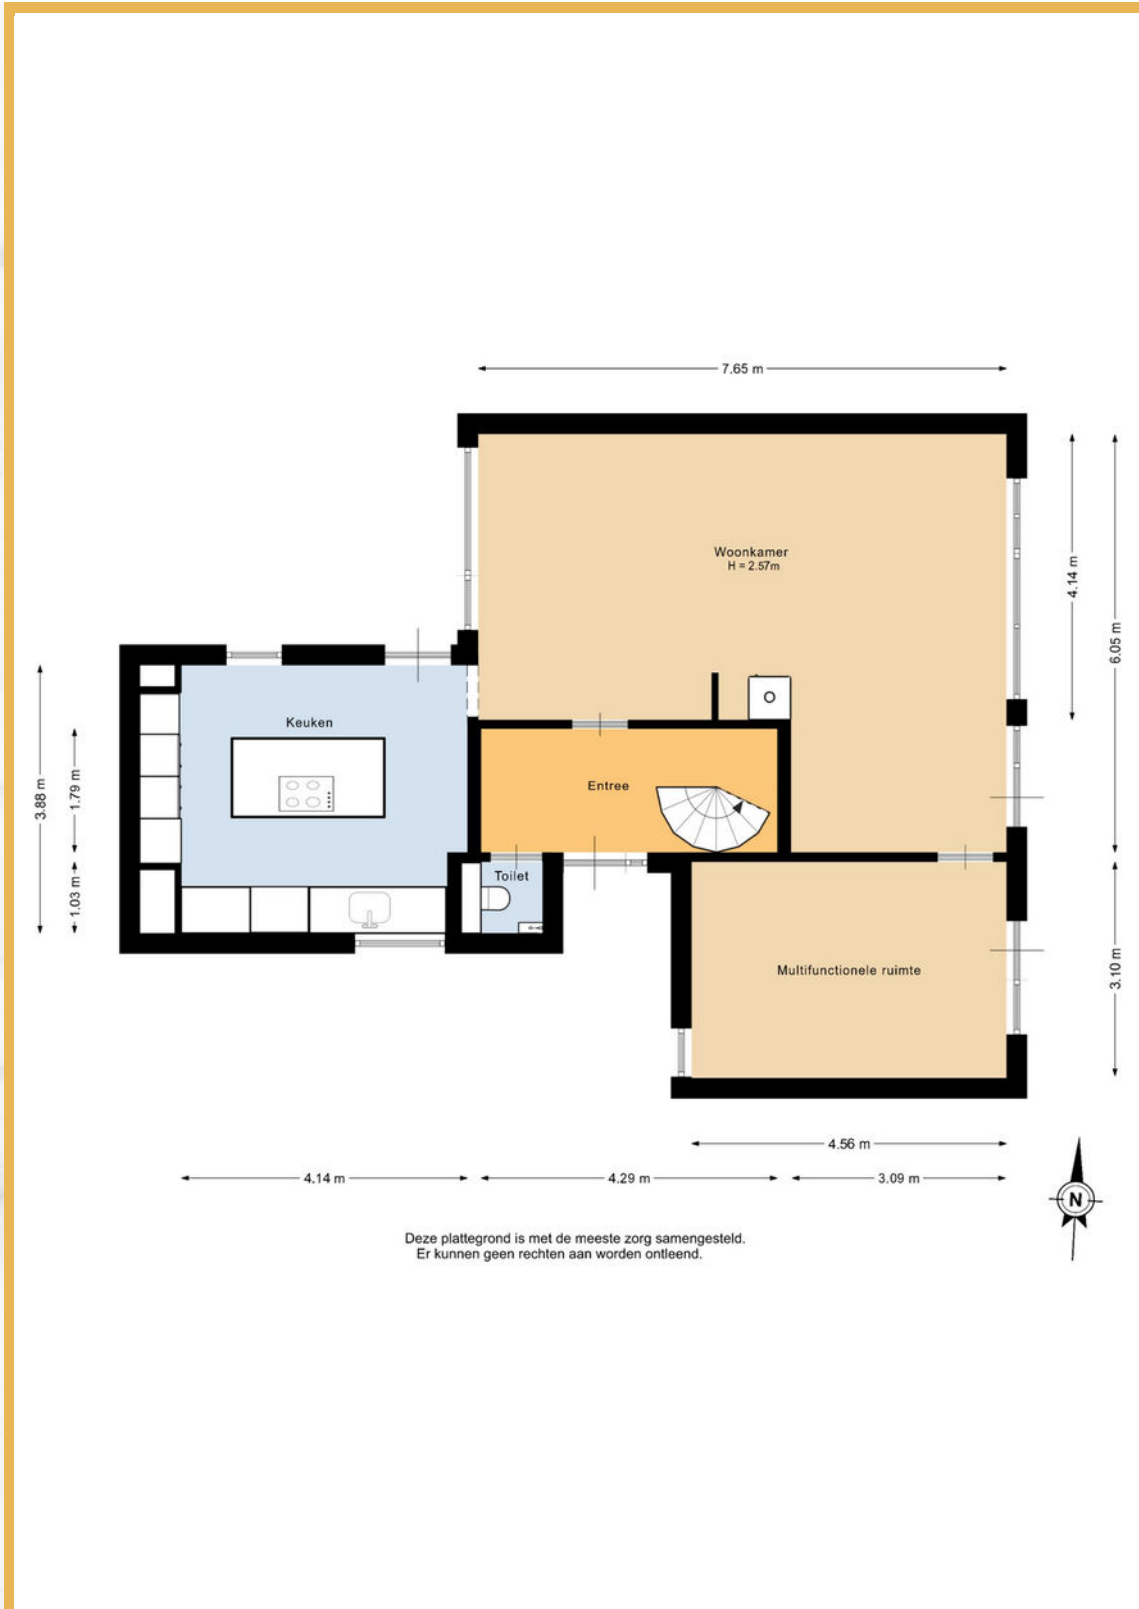 7.65 m
Woonkamer
H = 2.57m
4.14 m
6.05 m
Keuken
Entree
3.88 m
1.79 m
1.03 m
Toilet
Multifunctionele ruimte
3.10 m
4.56 m
4.14 m
4.29 m
3.09 m
N
Deze plattegrond is met de meeste zorg samengesteld.
Er kunnen geen rechten aan worden ontleend.